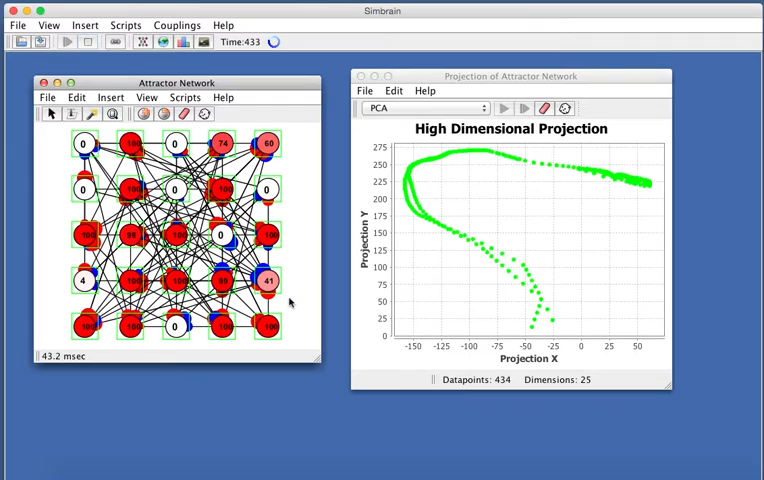 Simbrain
File View Insert Scripts Couplings Help
Time:433
Attractor Network
File Edit Insert View Scripts Help
0 100 0 74 60
0 100 0 100 0
100 99 100 0 100
4 100 100 99 41
100 100 0 100 100
43.2 msec
Projection of Attractor Network
File Edit Help
PCA
High Dimensional Projection
275
250
225
200
175
150
125
100
75
50
25
0
Projection Y
-150 -125 -100 -75 -50 -25 0 25 50
Projection X
Datapoints: 434 Dimensions: 25